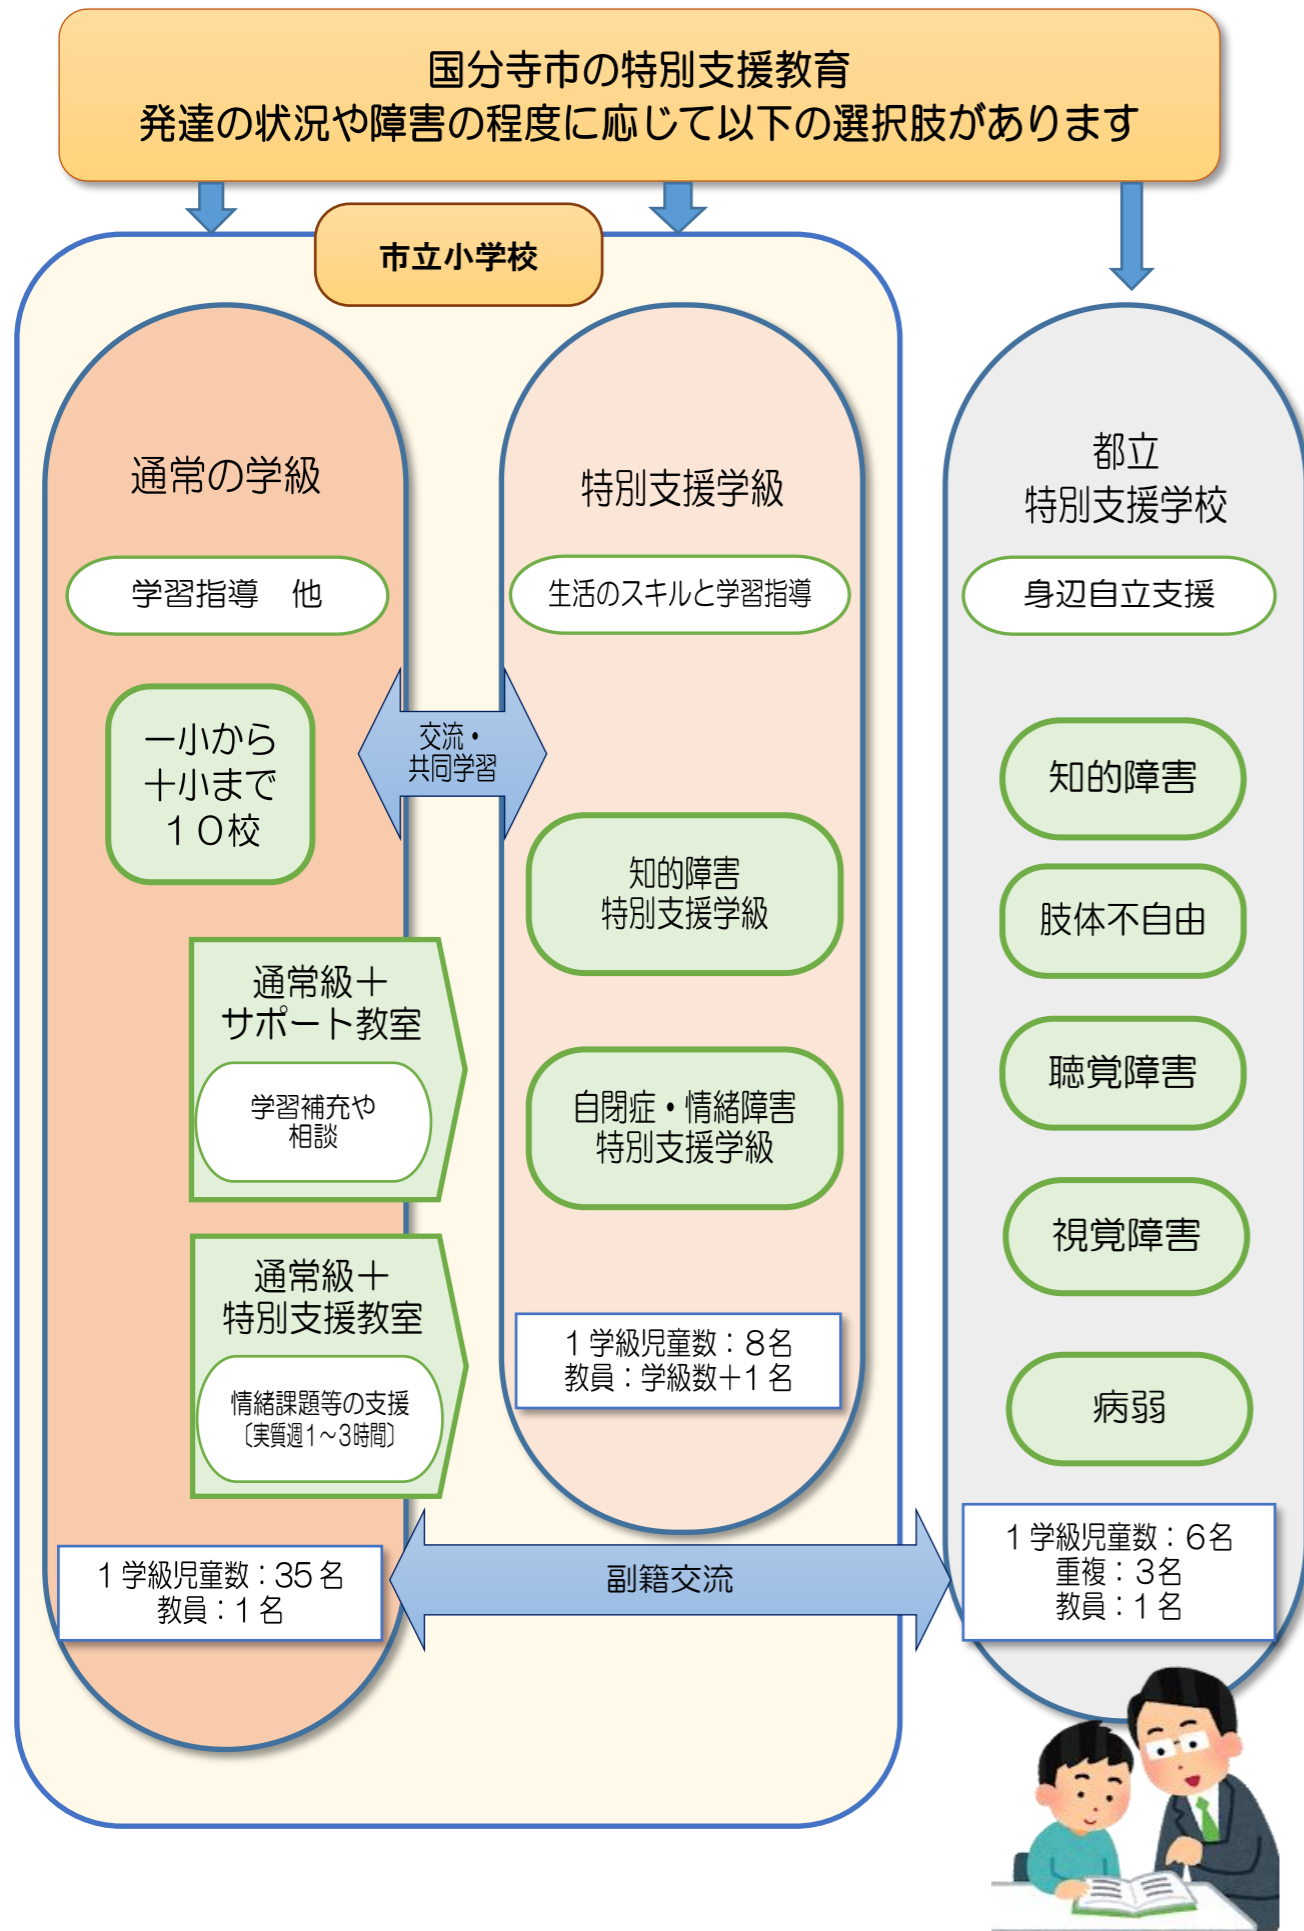 国分寺市の特別支援教育
発達の状況や障害の程度に応じて以下の選択肢があります
市立小学校
通常の学級
学習指導　他
一小から
十小まで
１０校
通常級＋
サポート教室
学習補充や
相談
通常級＋
特別支援教室
情緒課題等の支援
〔実質週１～３時間〕
１学級児童数：35名
教員：１名
交流・
共同学習
特別支援学級
生活のスキルと学習指導
知的障害
特別支援学級
自閉症・情緒障害
特別支援学級
１学級児童数：８名
教員：学級数＋１名
副籍交流
都立
特別支援学校
身辺自立支援
知的障害
肢体不自由
聴覚障害
視覚障害
病弱
１学級児童数：６名
重複：３名
教員：１名